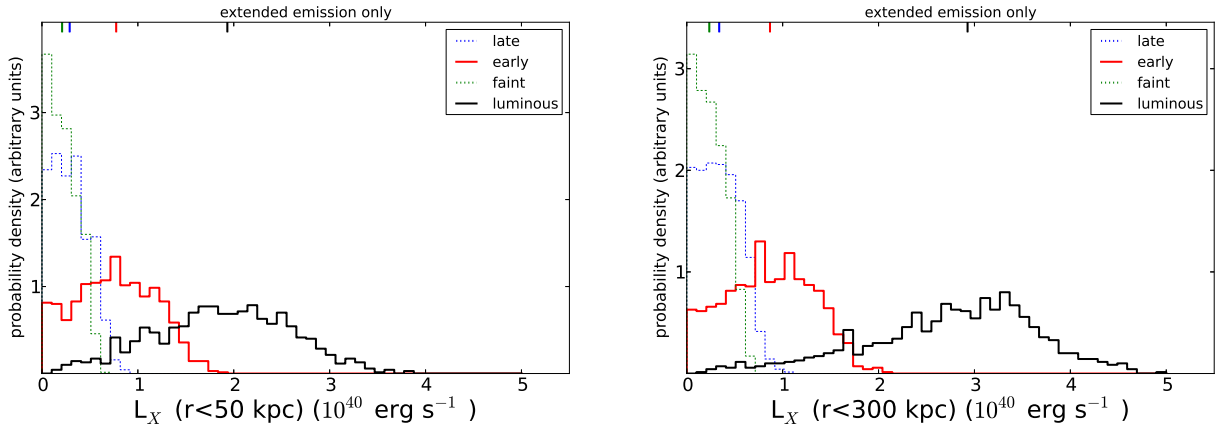 extended emission only
probability density (arbitrary units)
3
2
1
late
early
faint
luminous
0 1 2 3 4 5
L_X (r<50 kpc) (10^40 erg s^−1 )
extended emission only
probability density (arbitrary units)
3
2
1
late
early
faint
luminous
0 1 2 3 4 5
L_X (r<300 kpc) (10^40 erg s^−1 )